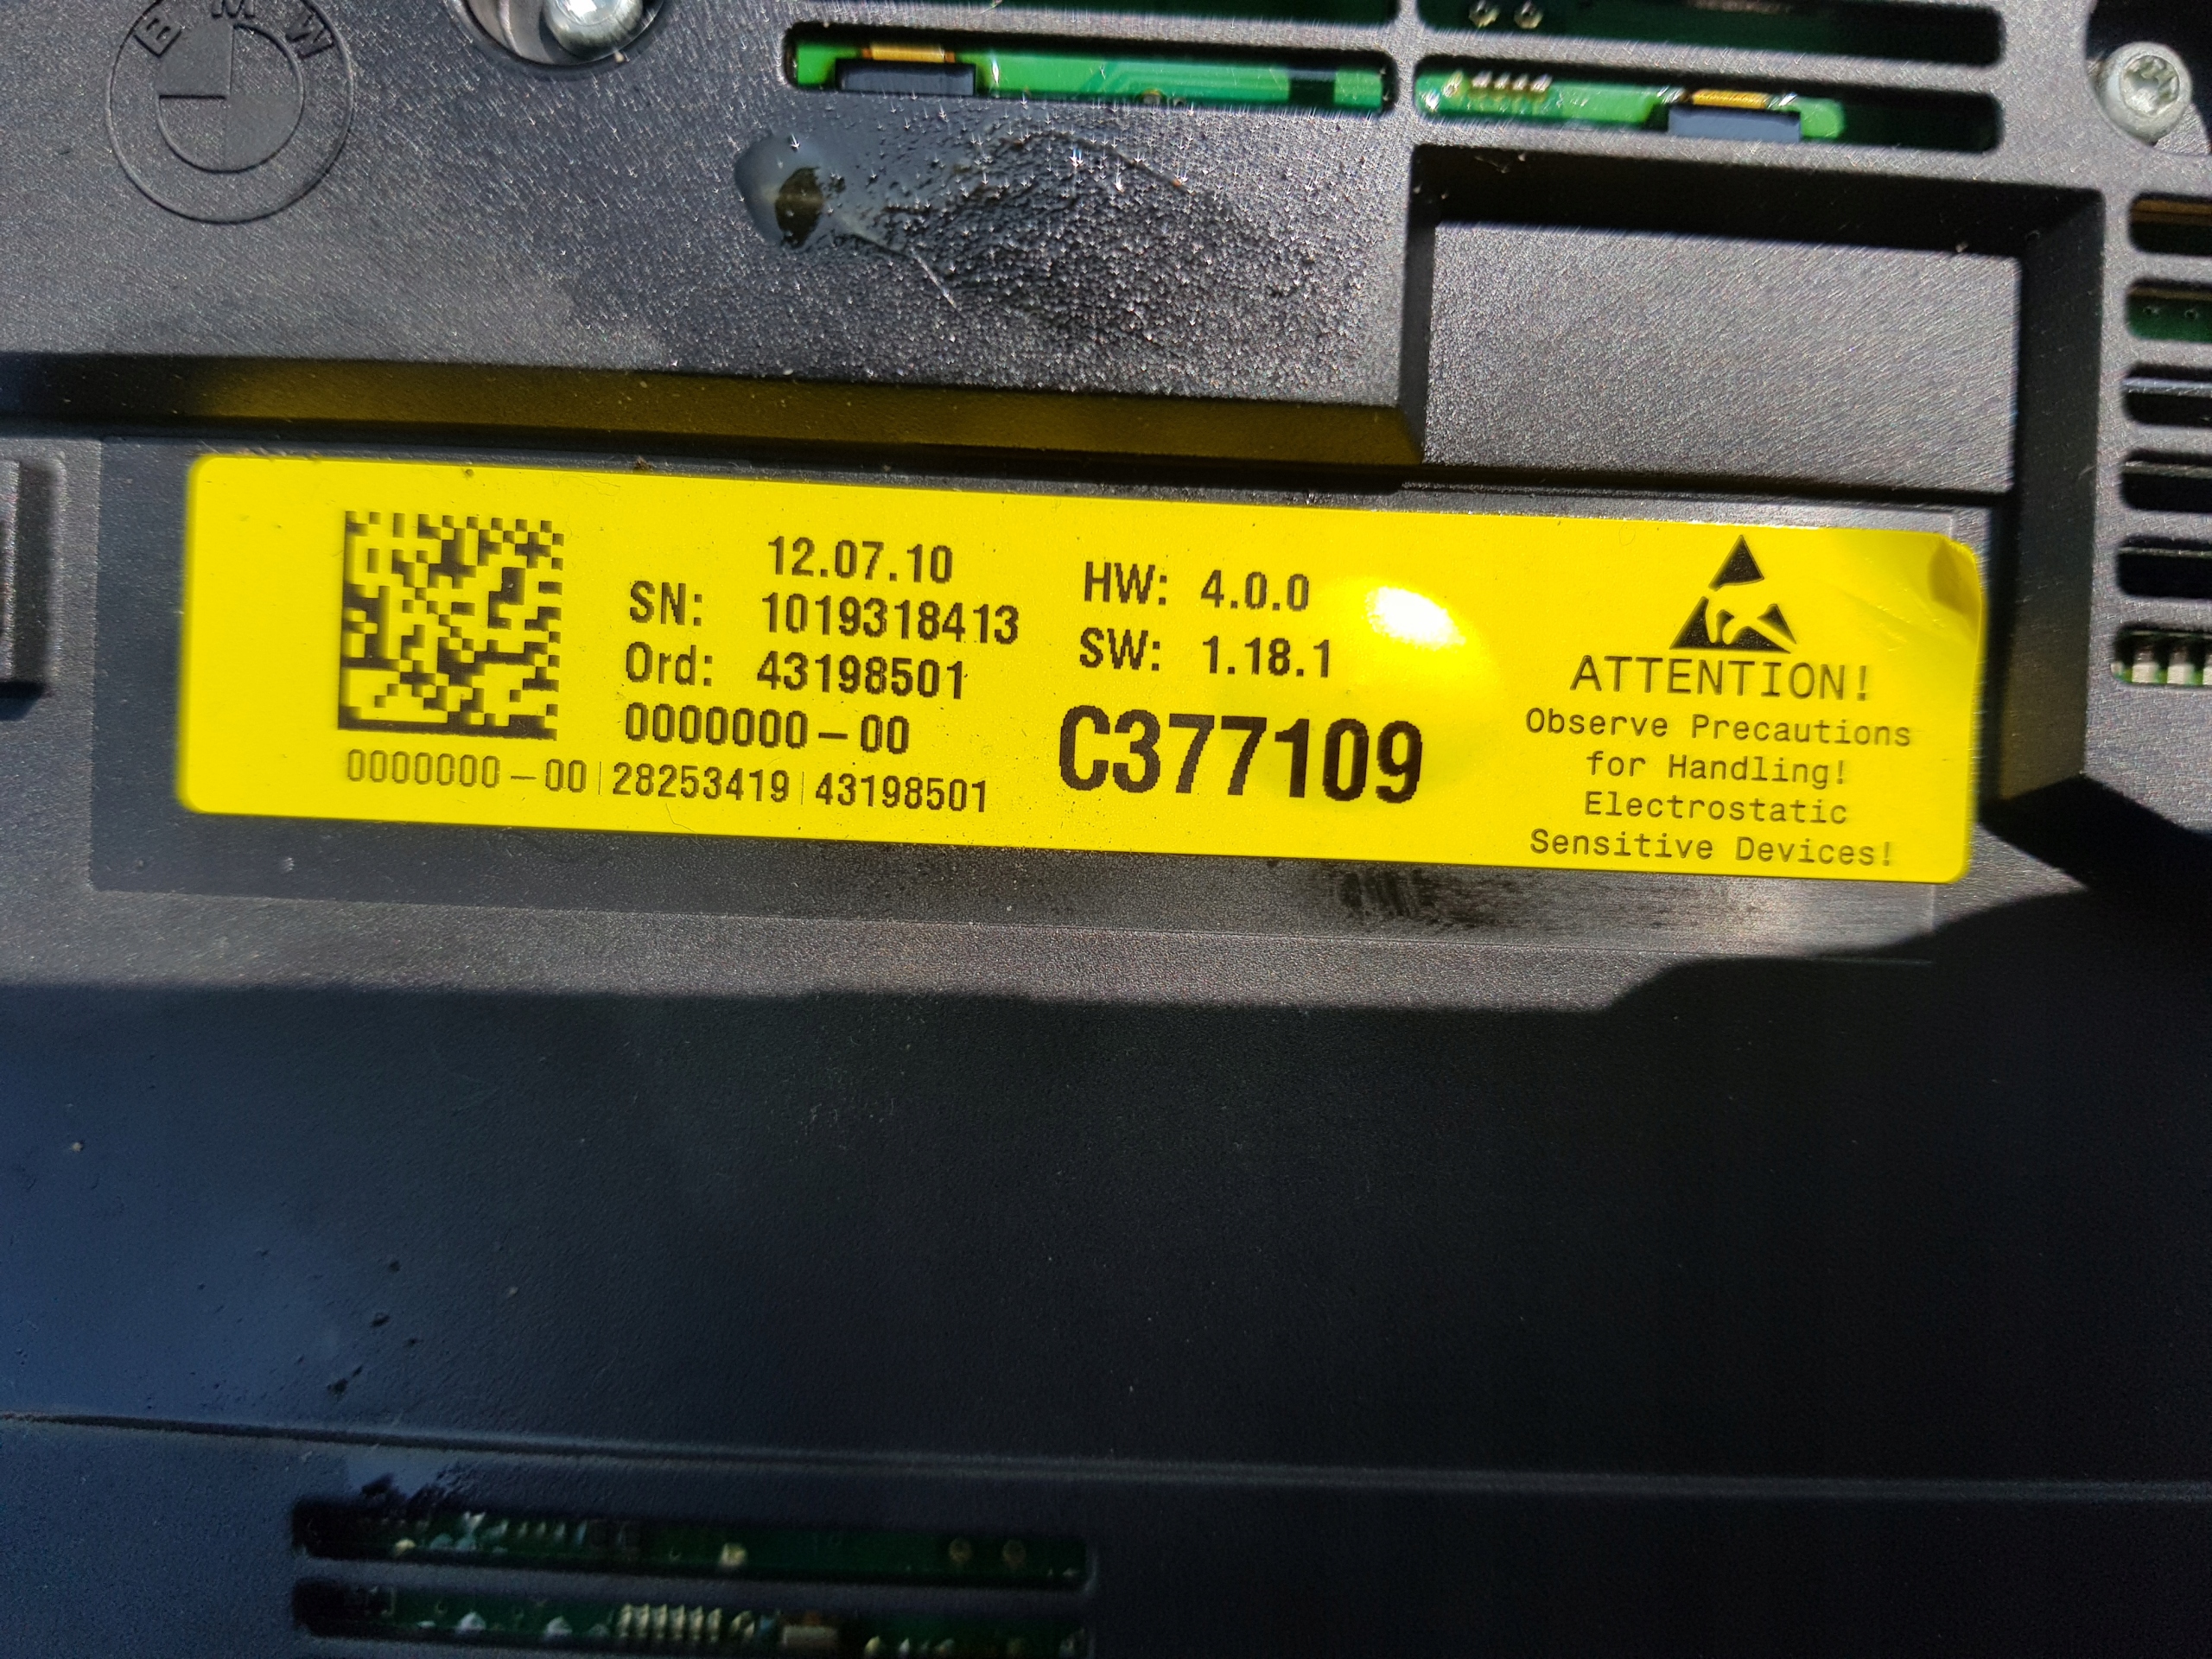 BMW
12.07.10
SN: 1019318413
Ord: 43198501
0000000-00
0000000-00|28253419|43198501
HW: 4.0.0
SW: 1.18.1
C377109
ATTENTION!
Observe Precautions
for Handling!
Electrostatic
Sensitive Devices!